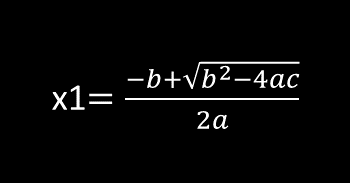 x1= −b+√b²−4ac / 2a